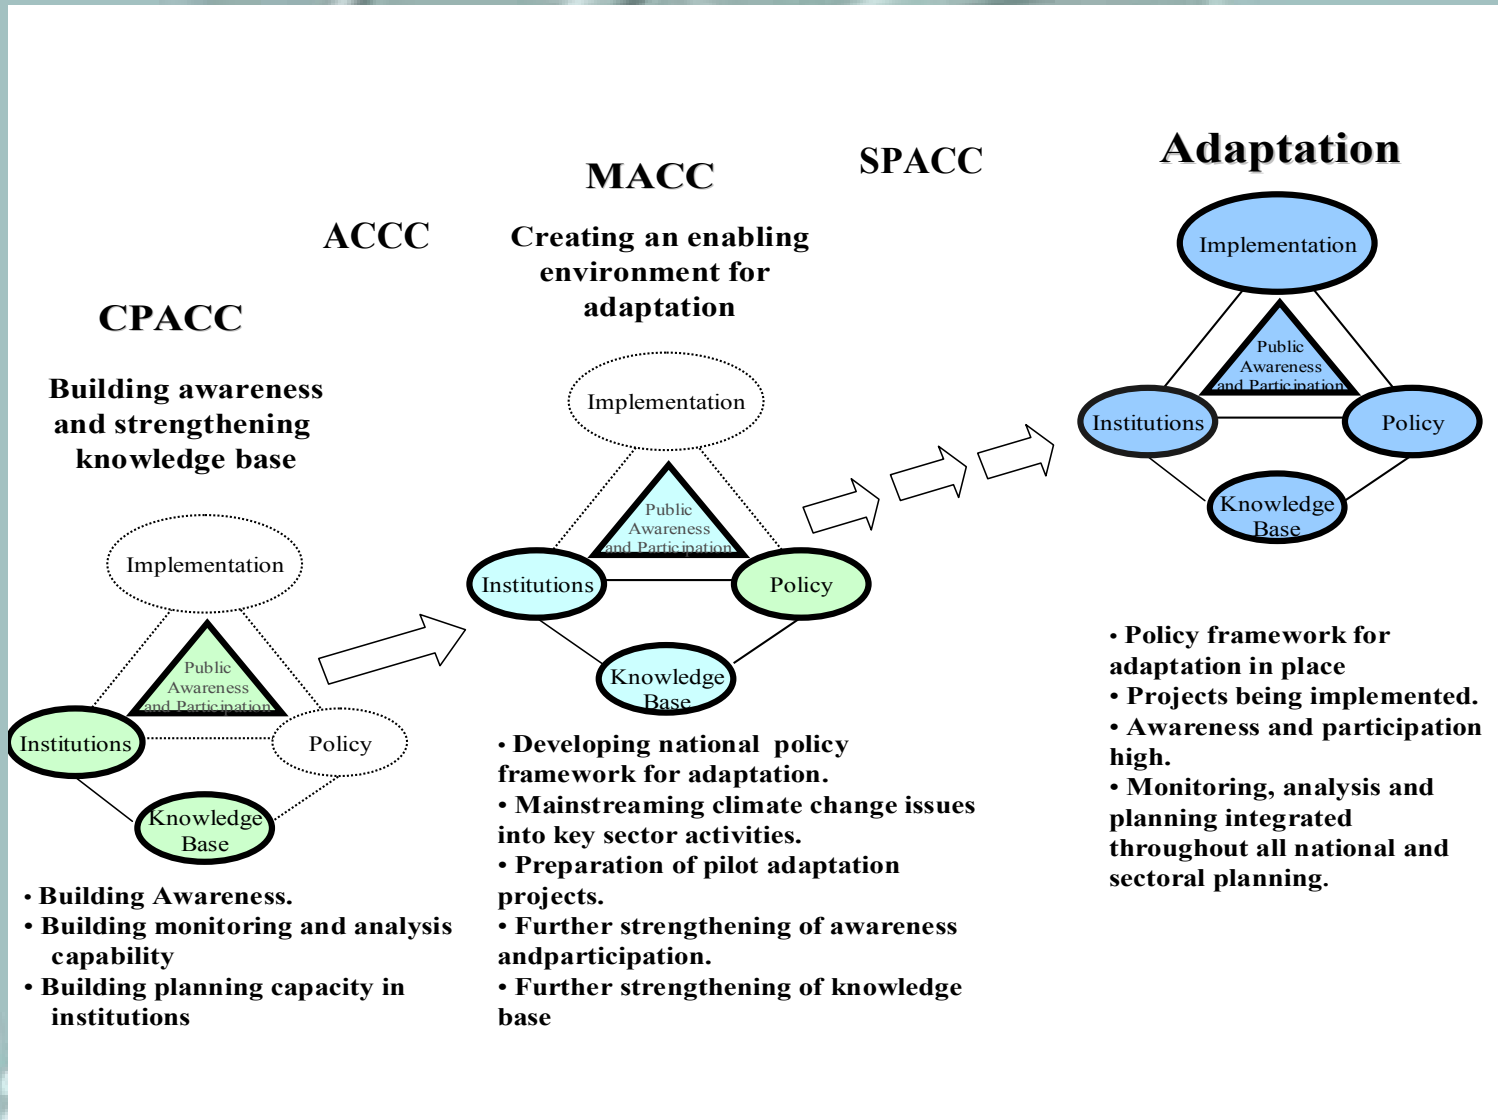 CPACC
Building awareness
and strengthening
knowledge base
Implementation
Public
Awareness
and Participation
Institutions
Policy
Knowledge
Base
• Building Awareness.
• Building monitoring and analysis
capability
• Building planning capacity in
institutions
ACCC
MACC
Creating an enabling
environment for
adaptation
Implementation
Public
Awareness
and Participation
Institutions
Policy
Knowledge
Base
• Developing national policy
framework for adaptation.
• Mainstreaming climate change issues
into key sector activities.
• Preparation of pilot adaptation
projects.
• Further strengthening of awareness
andparticipation.
• Further strengthening of knowledge
base
SPACC
Adaptation
Implementation
Public
Awareness
and Participation
Institutions
Policy
Knowledge
Base
• Policy framework for
adaptation in place
• Projects being implemented.
• Awareness and participation
high.
• Monitoring, analysis and
planning integrated
throughout all national and
sectoral planning.